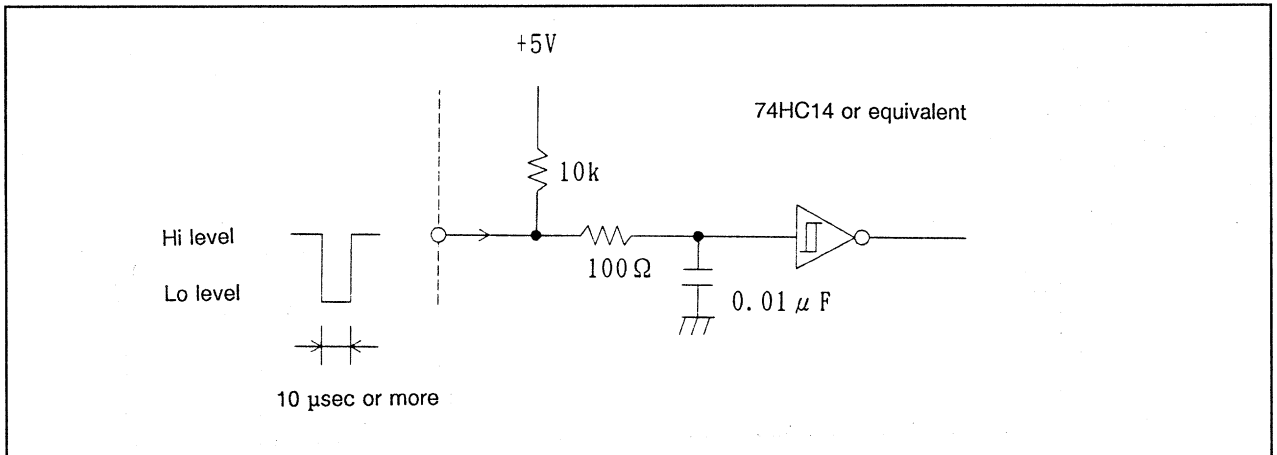 +5V
74HC14 or equivalent
10k
Hi level
100Ω
Lo level
0.01μF
10 μsec or more